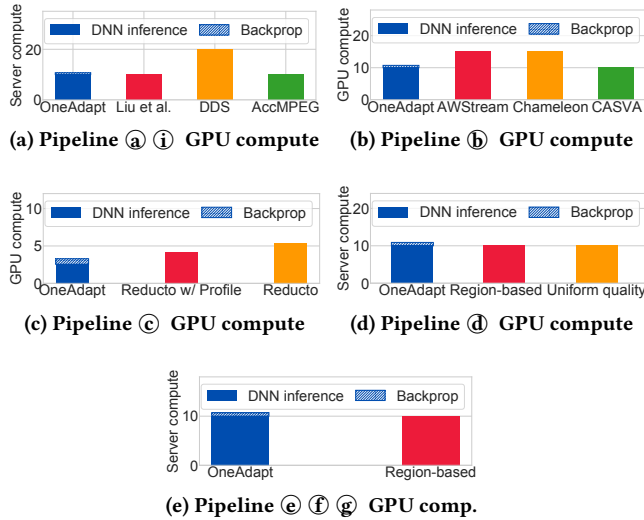 DNN inference Backprop
Server compute
20
0
OneAdapt Liu et al. DDS AccMPEG
(a) Pipeline ⓐ ⓘ GPU compute
DNN inference Backprop
GPU compute
20
10
0
OneAdapt AWStream Chameleon CASVA
(b) Pipeline ⓑ GPU compute
DNN inference Backprop
GPU compute
10
5
0
OneAdapt Reducto w/ Profile Reducto
(c) Pipeline ⓒ GPU compute
DNN inference Backprop
Server compute
20
10
0
OneAdapt Region-based Uniform quality
(d) Pipeline ⓓ GPU compute
DNN inference Backprop
Server compute
10
0
OneAdapt Region-based
(e) Pipeline ⓔ ⓕ ⓖ GPU comp.